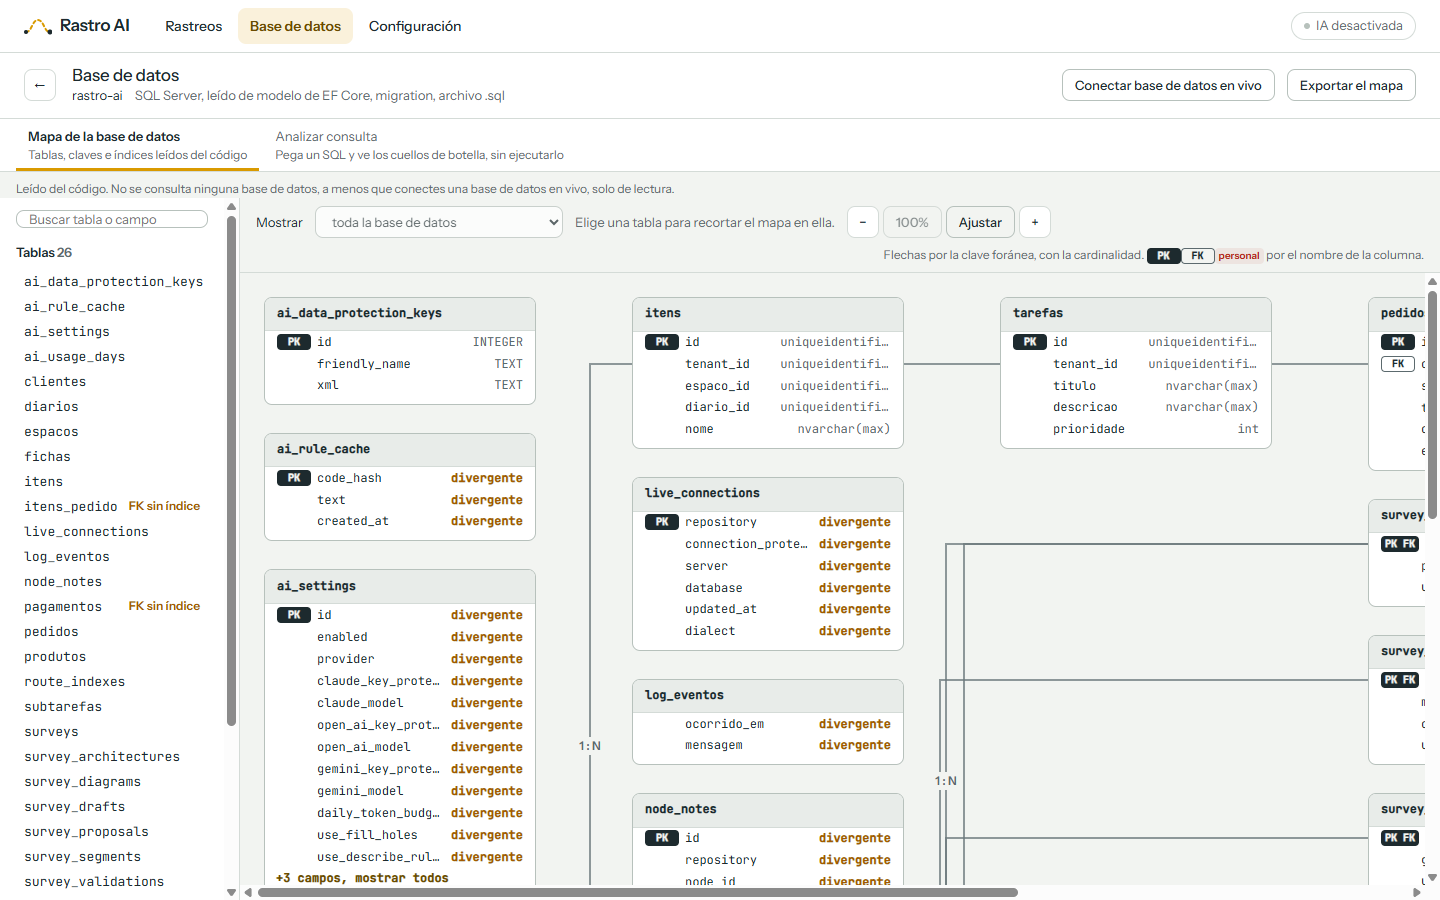 Rastro AI
Rastreos
Base de datos
Configuración
IA desactivada
←
Base de datos
rastro-ai SQL Server, leído de modelo de EF Core, migration, archivo .sql
Conectar base de datos en vivo
Exportar el mapa
Mapa de la base de datos
Tablas, claves e índices leídos del código
Analizar consulta
Pega un SQL y ve los cuellos de botella, sin ejecutarlo
Leído del código. No se consulta ninguna base de datos, a menos que conectes una base de datos en vivo, solo de lectura.
Buscar tabla o campo
Tablas 26
ai_data_protection_keys
ai_rule_cache
ai_settings
ai_usage_days
clientes
diarios
espacos
fichas
itens
itens_pedido FK sin índice
live_connections
log_eventos
node_notes
pagamentos FK sin índice
pedidos
produtos
route_indexes
subtarefas
surveys
survey_architectures
survey_diagrams
survey_drafts
survey_proposals
survey_segments
survey_validations
Mostrar
toda la base de datos
Elige una tabla para recortar el mapa en ella.
−
100%
Ajustar
+
Flechas por la clave foránea, con la cardinalidad. PK FK personal por el nombre de la columna.
ai_data_protection_keys
PK id INTEGER
friendly_name TEXT
xml TEXT
ai_rule_cache
PK code_hash divergente
text divergente
created_at divergente
ai_settings
PK id divergente
enabled divergente
provider divergente
claude_key_prote… divergente
claude_model divergente
open_ai_key_prot… divergente
open_ai_model divergente
gemini_key_prote… divergente
gemini_model divergente
daily_token_budg… divergente
use_fill_holes divergente
use_describe_rul… divergente
+3 campos, mostrar todos
1:N
itens
PK id uniqueidentifi…
tenant_id uniqueidentifi…
espaco_id uniqueidentifi…
diario_id uniqueidentifi…
nome nvarchar(max)
live_connections
PK repository divergente
connection_prote… divergente
server divergente
database divergente
updated_at divergente
dialect divergente
log_eventos
ocorrido_em divergente
mensagem divergente
node_notes
PK id divergente
repository divergente
node_id divergente
1:N
tarefas
PK id uniqueidentifi…
tenant_id uniqueidentifi…
titulo nvarchar(max)
descricao nvarchar(max)
prioridade int
pedido
PK
FK
survey_
PK FK
survey_
PK FK
survey_
PK FK